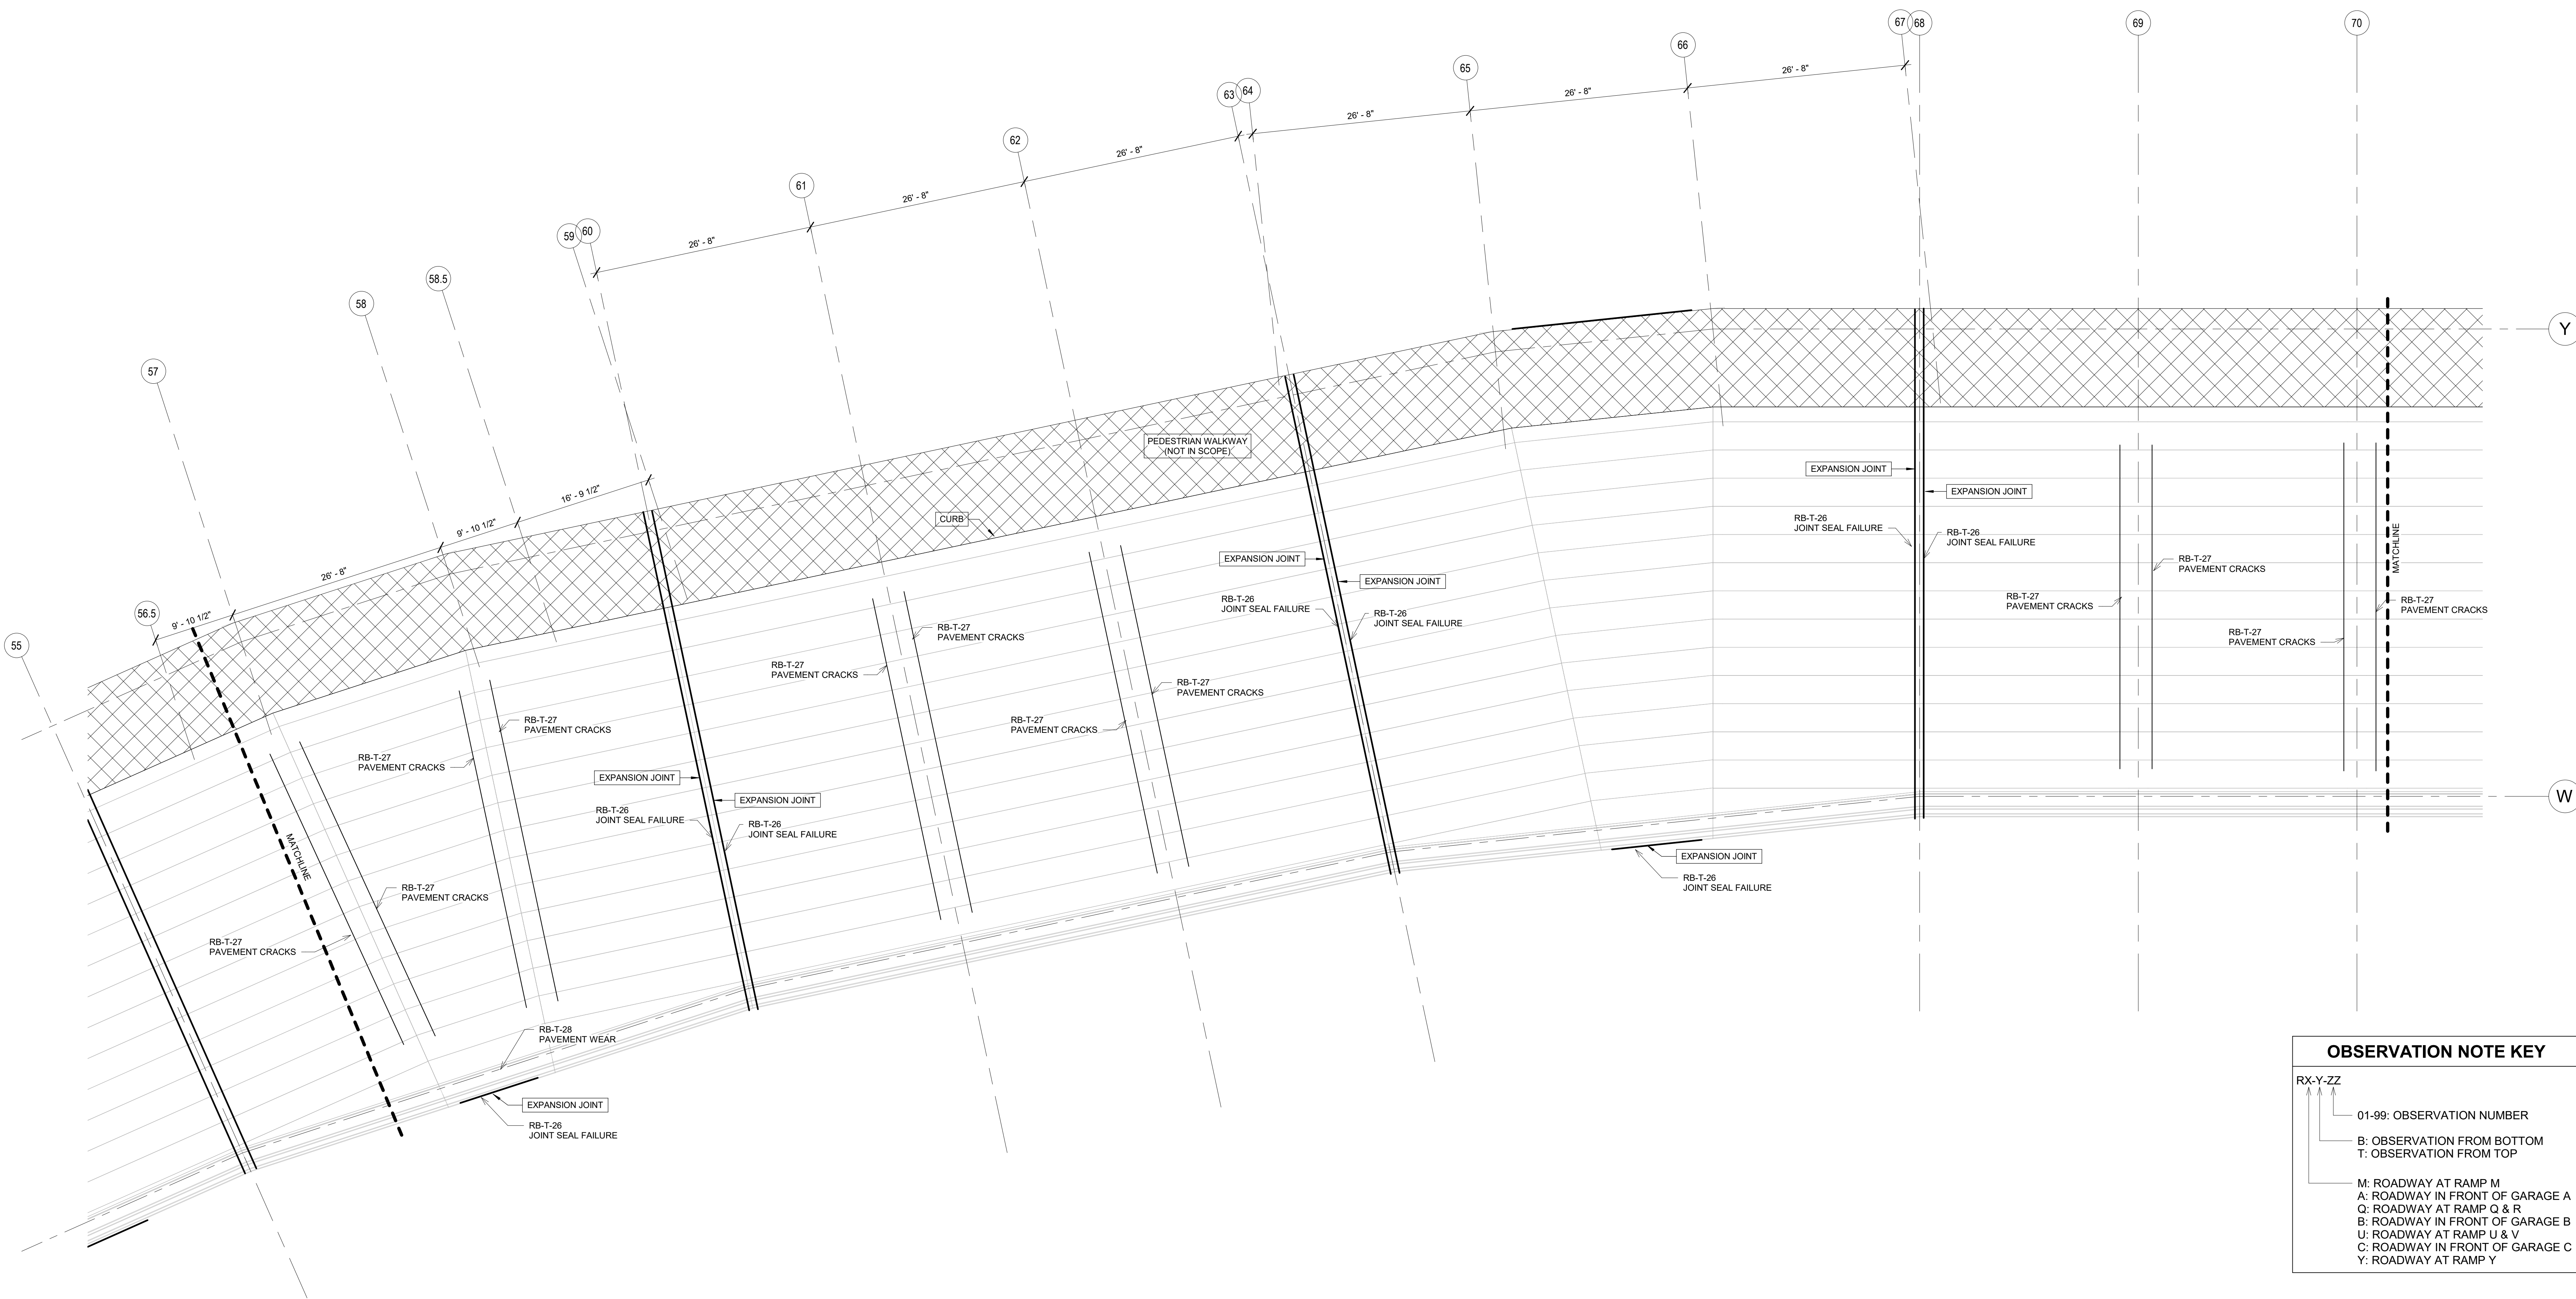 67
68
69
70
66
65
64
63
62
61
60
59
58.5
58
57
56.5
55
26' - 8"
26' - 8"
26' - 8"
26' - 8"
26' - 8"
26' - 8"
16' - 9 1/2"
9' - 10 1/2"
26' - 8"
9' - 10 1/2"
Y
W
PEDESTRIAN WALKWAY
(NOT IN SCOPE)
CURB
EXPANSION JOINT
EXPANSION JOINT
RB-T-26
JOINT SEAL FAILURE
RB-T-26
JOINT SEAL FAILURE
RB-T-27
PAVEMENT CRACKS
RB-T-27
PAVEMENT CRACKS
RB-T-27
PAVEMENT CRACKS
RB-T-27
PAVEMENT CRACKS
MATCHLINE
EXPANSION JOINT
EXPANSION JOINT
RB-T-26
JOINT SEAL FAILURE
RB-T-26
JOINT SEAL FAILURE
RB-T-27
PAVEMENT CRACKS
RB-T-27
PAVEMENT CRACKS
RB-T-27
PAVEMENT CRACKS
RB-T-27
PAVEMENT CRACKS
RB-T-27
PAVEMENT CRACKS
RB-T-27
PAVEMENT CRACKS
EXPANSION JOINT
EXPANSION JOINT
RB-T-26
JOINT SEAL FAILURE
RB-T-26
JOINT SEAL FAILURE
MATCHLINE
RB-T-27
PAVEMENT CRACKS
RB-T-27
PAVEMENT CRACKS
EXPANSION JOINT
RB-T-26
JOINT SEAL FAILURE
RB-T-28
PAVEMENT WEAR
EXPANSION JOINT
RB-T-26
JOINT SEAL FAILURE
OBSERVATION NOTE KEY
RX-Y-ZZ
01-99: OBSERVATION NUMBER
B: OBSERVATION FROM BOTTOM
T: OBSERVATION FROM TOP
M: ROADWAY AT RAMP M
A: ROADWAY IN FRONT OF GARAGE A
Q: ROADWAY AT RAMP Q & R
B: ROADWAY IN FRONT OF GARAGE B
U: ROADWAY AT RAMP U & V
C: ROADWAY IN FRONT OF GARAGE C
Y: ROADWAY AT RAMP Y